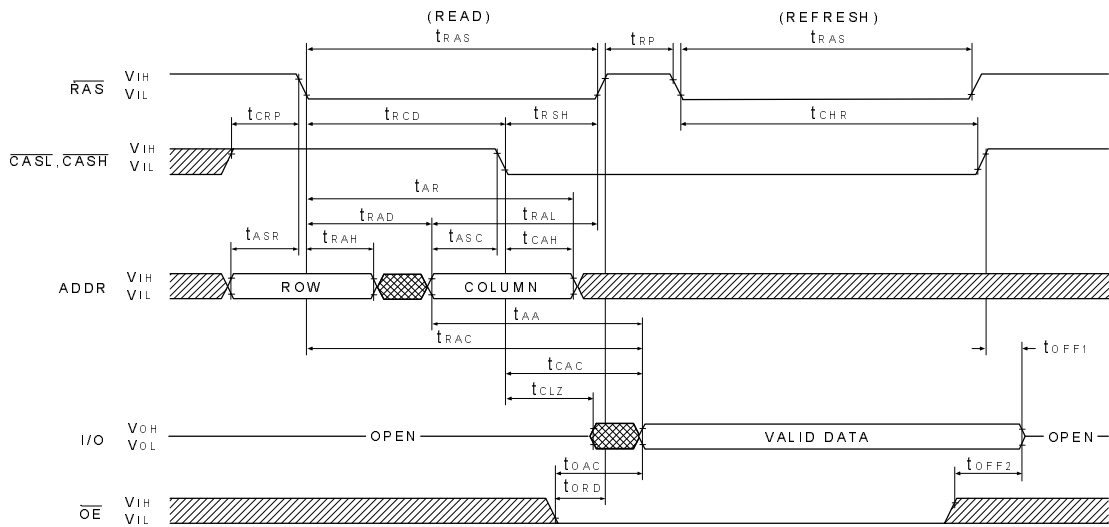 (READ) (REFRESH)
tRAS tRP tRAS
RAS VIH
VIL
tCRP tRCD tRSH tCHR
CASL, CASH VIH
VIL
tAR
tRAD tRAL
tASR tRAH tASC tCAH
ADDR VIH
VIL
ROW COLUMN
tAA
tRAC tOFF1
tCAC
tCLZ
I/O VOH
VOL
OPEN VALID DATA OPEN
tOAC tOFF2
tORD
OE VIH
VIL